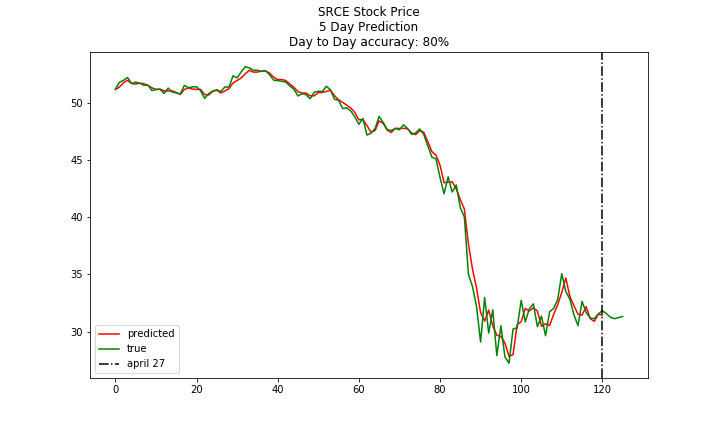 SRCE Stock Price
5 Day Prediction
Day to Day accuracy: 80%
50
45
40
35
30
predicted
true
april 27
0 20 40 60 80 100 120